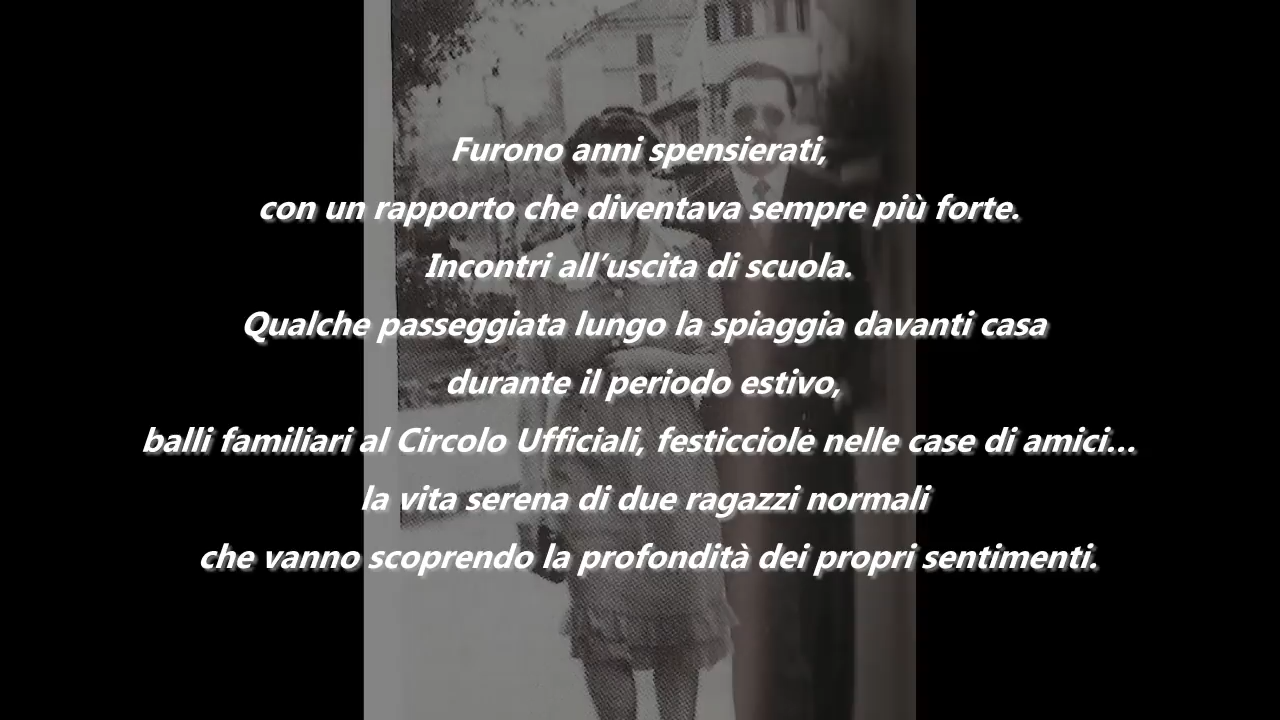 Furono anni spensierati,
con un rapporto che diventava sempre più forte.
Incontri all’uscita di scuola.
Qualche passeggiata lungo la spiaggia davanti casa
durante il periodo estivo,
balli familiari al Circolo Ufficiali, festicciole nelle case di amici…
la vita serena di due ragazzi normali
che vanno scoprendo la profondità dei propri sentimenti.